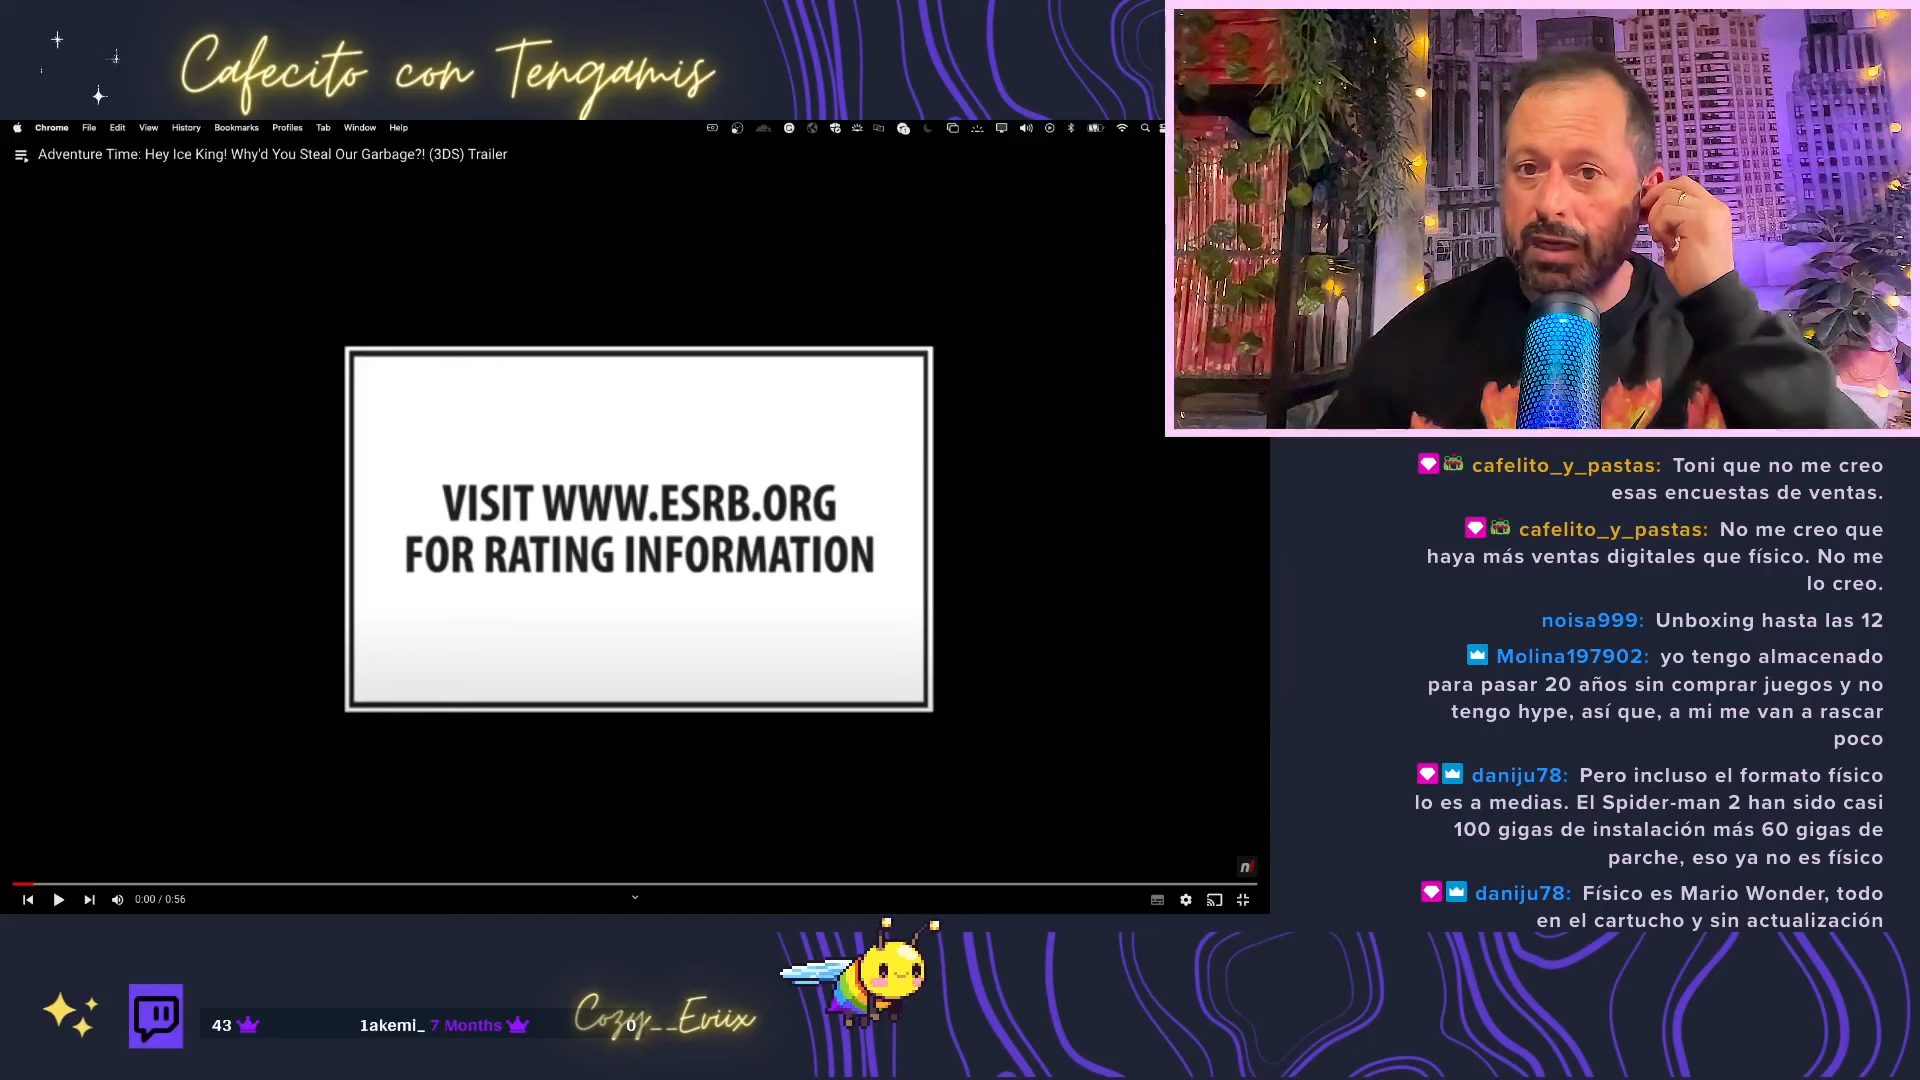 Cafecito con Tengamis
Chrome File Edit View History Bookmarks Profiles Tab Window Help
Adventure Time: Hey Ice King! Why'd You Steal Our Garbage?! (3DS) Trailer
VISIT WWW.ESRB.ORG
FOR RATING INFORMATION
0:00 / 0:56
cafelito_y_pastas: Toni que no me creo
esas encuestas de ventas.
cafelito_y_pastas: No me creo que
haya más ventas digitales que físico. No me
lo creo.
noisa999: Unboxing hasta las 12
Molina197902: yo tengo almacenado
para pasar 20 años sin comprar juegos y no
tengo hype, así que, a mi me van a rascar
poco
daniju78: Pero incluso el formato físico
lo es a medias. El Spider-man 2 han sido casi
100 gigas de instalación más 60 gigas de
parche, eso ya no es físico
daniju78: Físico es Mario Wonder, todo
en el cartucho y sin actualización
43
1akemi_ 7 Months
Cozy__Eviix
0